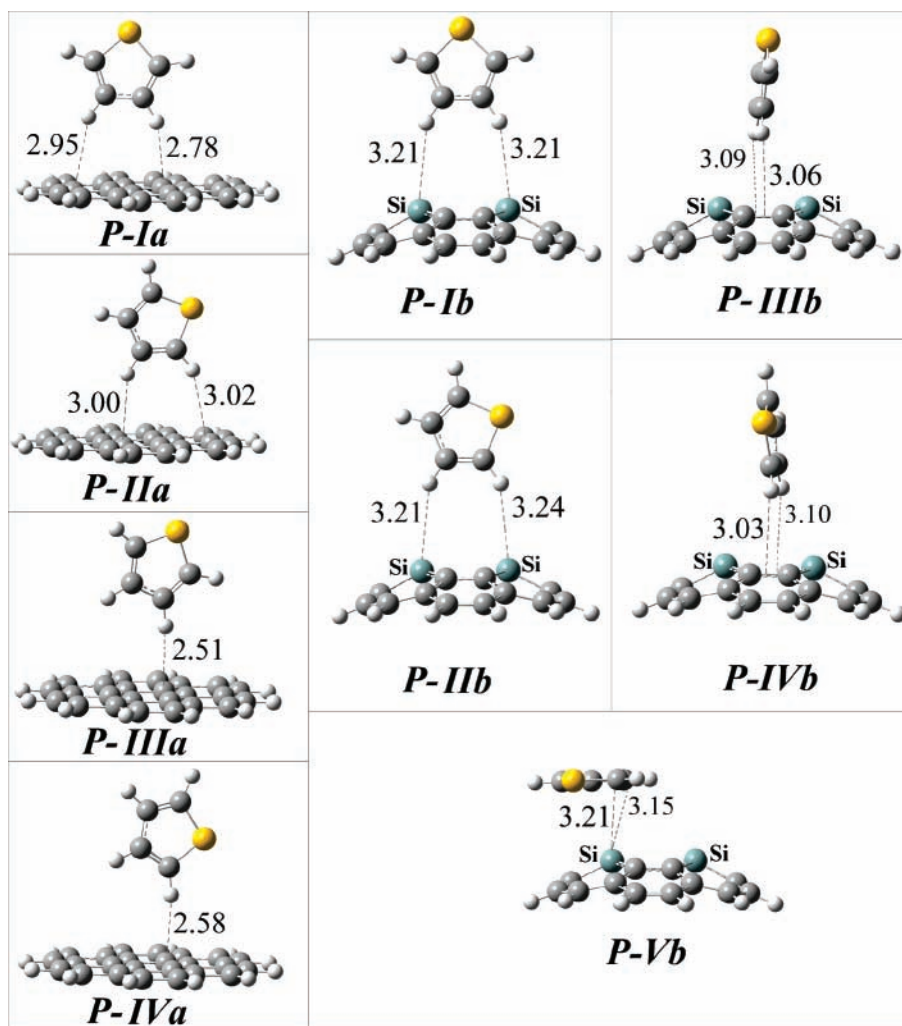 2.95
2.78
P-Ia
3.00
3.02
P-IIa
2.51
P-IIIa
2.58
P-IVa
3.21
3.21
Si
Si
P-Ib
3.21
3.24
Si
Si
P-IIb
3.09
3.06
Si
Si
P-IIIb
3.03
3.10
Si
Si
P-IVb
3.21
3.15
Si
Si
P-Vb